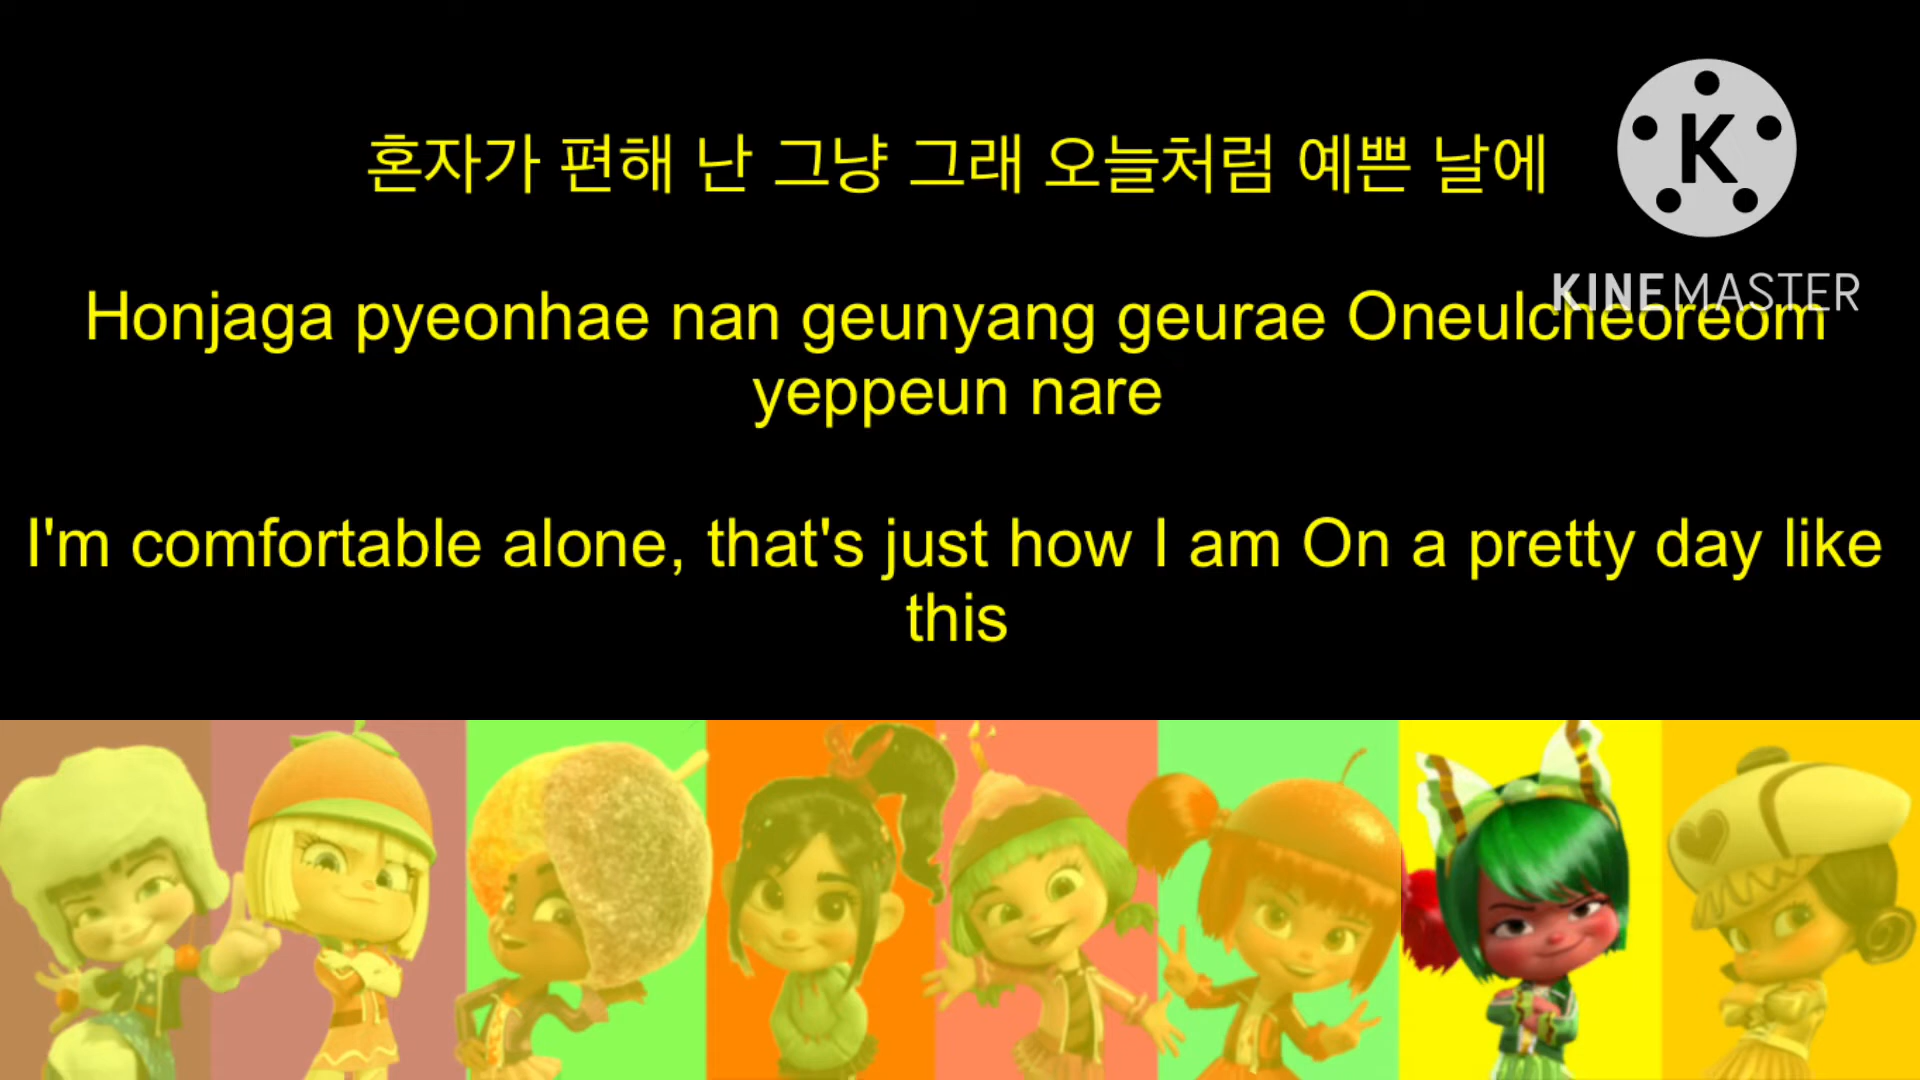 혼자가 편해 난 그냥 그래 오늘처럼 예쁜 날에
K
KINEMASTER
Honjaga pyeonhae nan geunyang geurae Oneulcheoreom
yeppeun nare
I'm comfortable alone, that's just how I am On a pretty day like
this